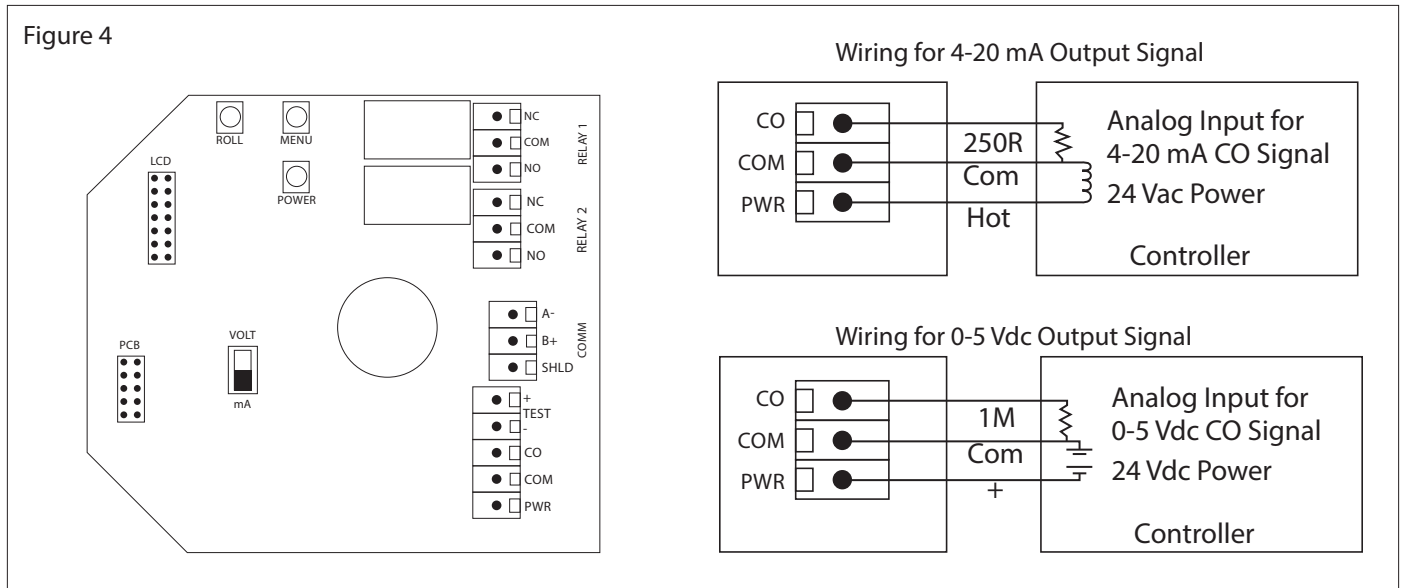 Figure 4
ROLL
MENU
POWER
LCD
PCB
VOLT
mA
NC
COM
NO
RELAY 1
NC
COM
NO
RELAY 2
A-
B+
SHLD
COMM
+
TEST
-
CO
COM
PWR
Wiring for 4-20 mA Output Signal
CO
COM
PWR
250R
Com
Hot
Analog Input for
4-20 mA CO Signal
24 Vac Power
Controller
Wiring for 0-5 Vdc Output Signal
CO
COM
PWR
1M
Com
+
Analog Input for
0-5 Vdc CO Signal
24 Vdc Power
Controller